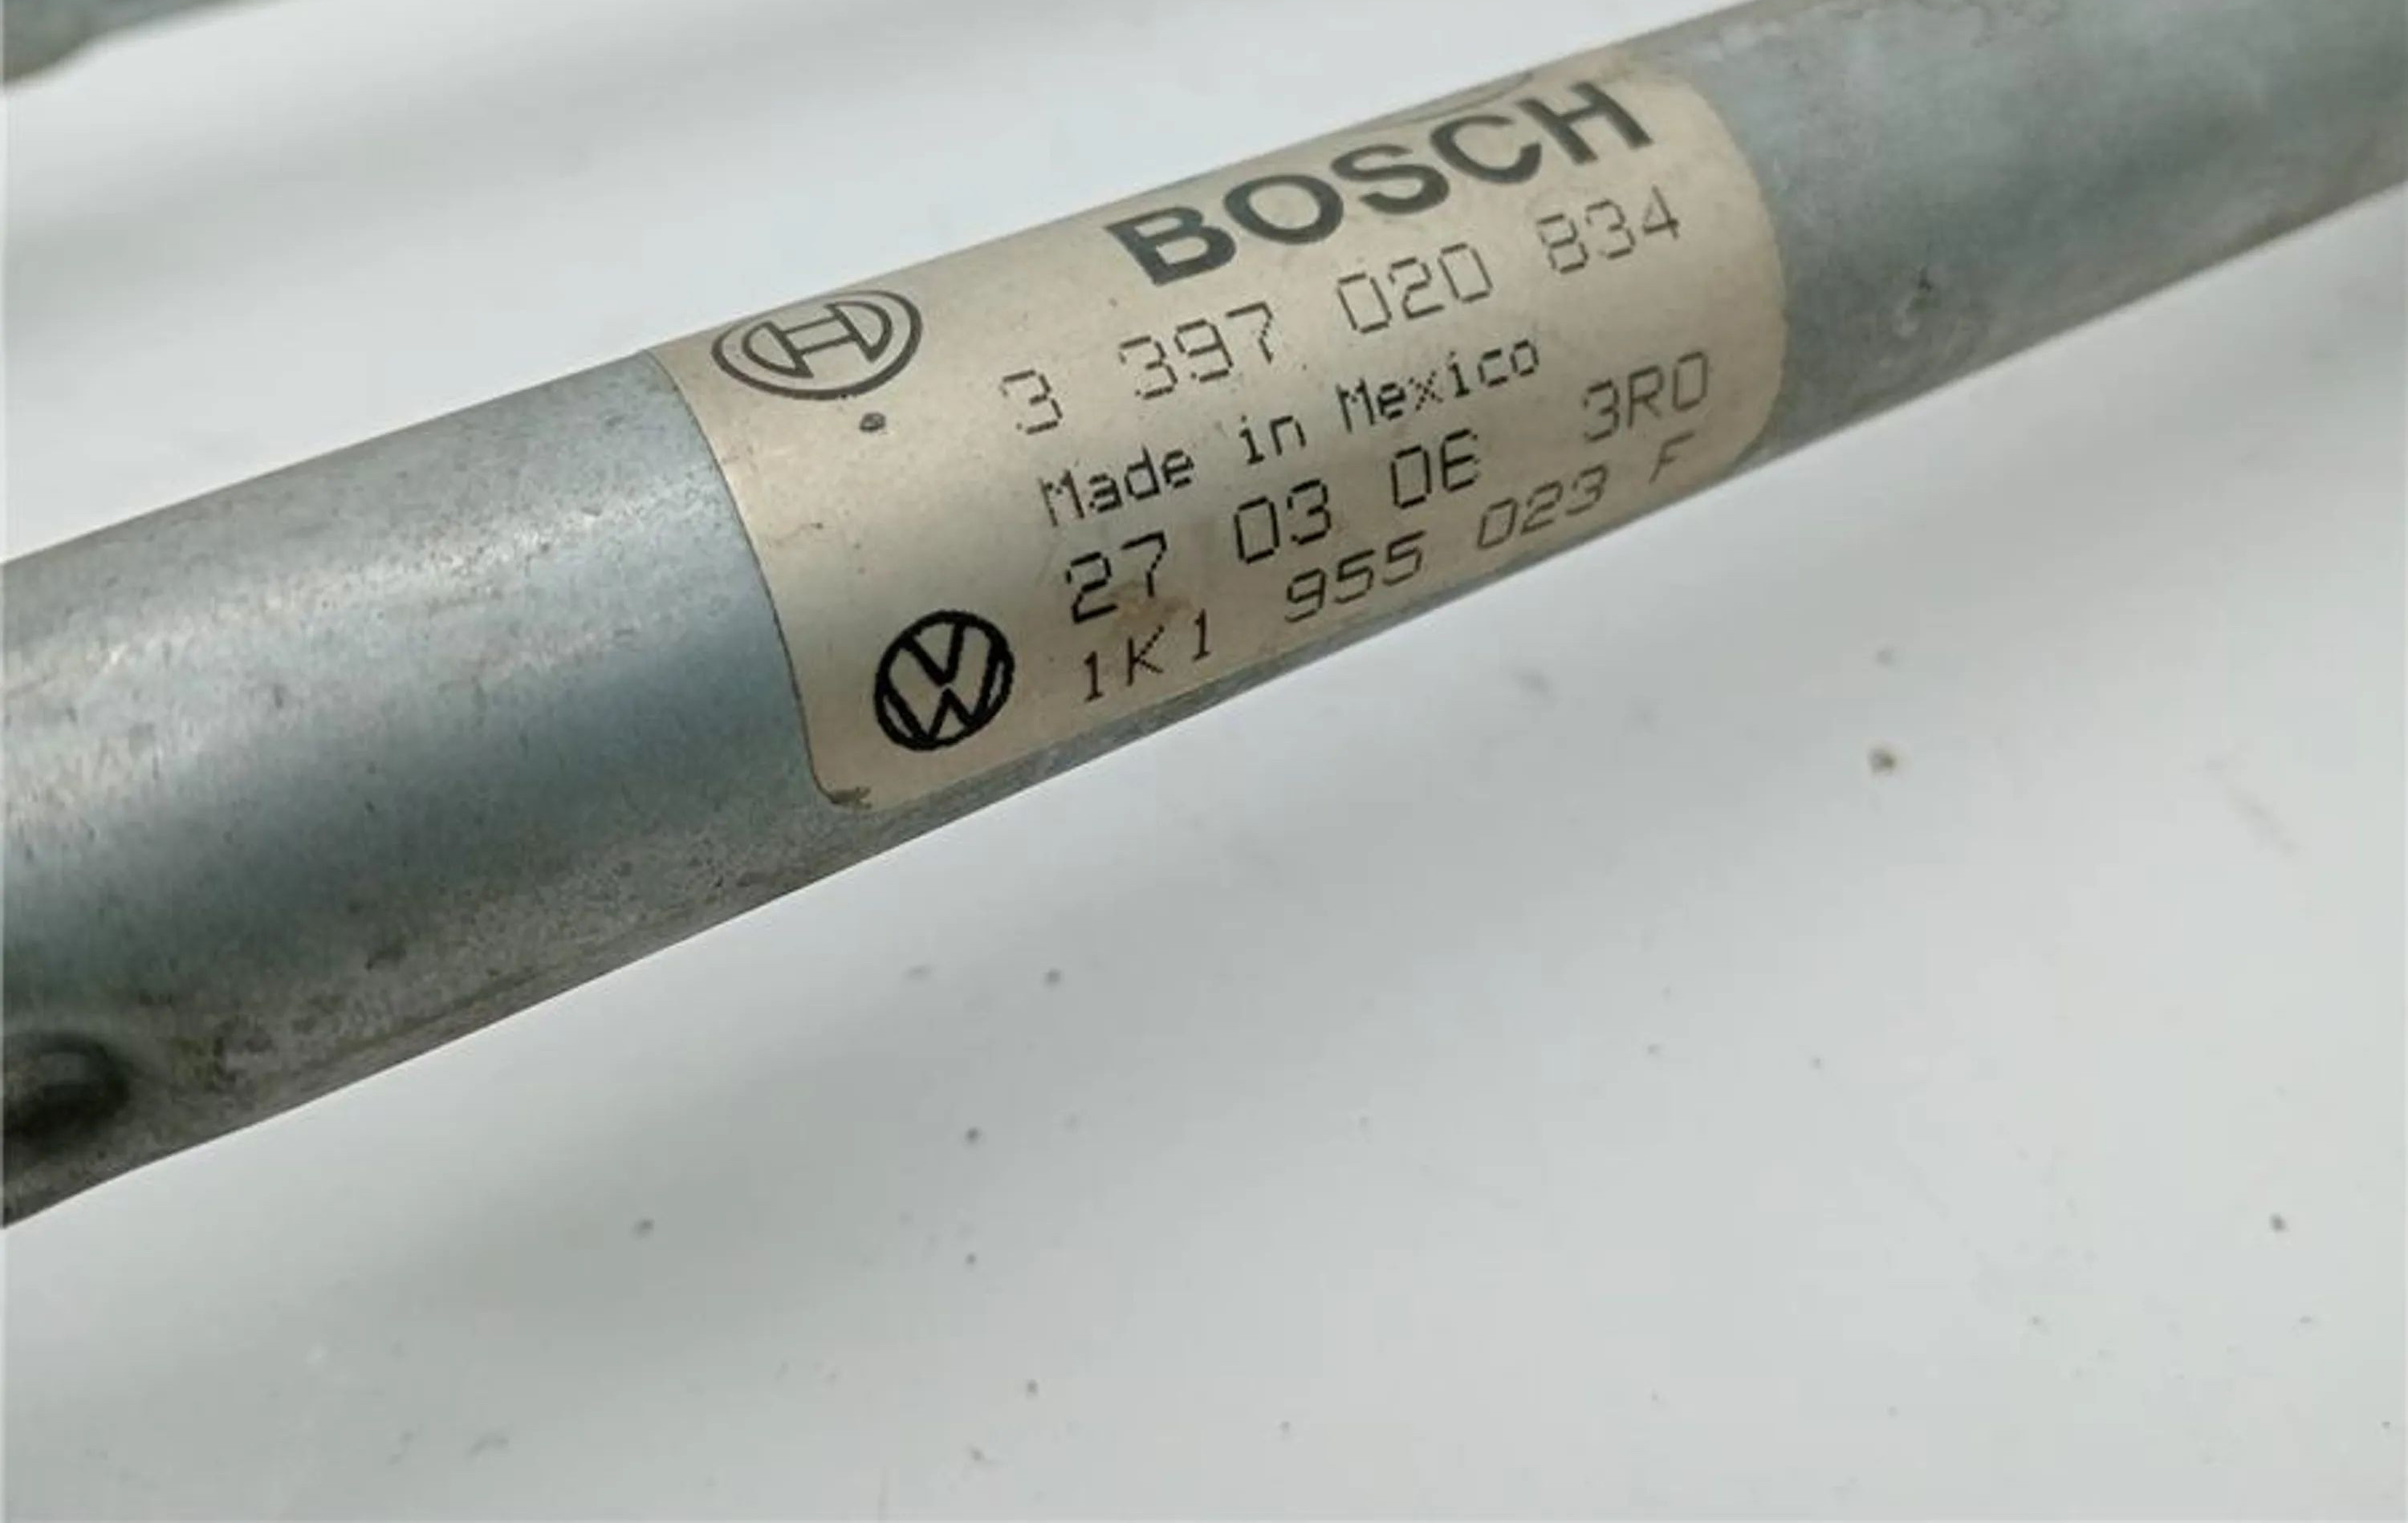 BOSCH
3 397 020 834
Made in Mexico
27 03 06 3R0
1K1 955 023 F